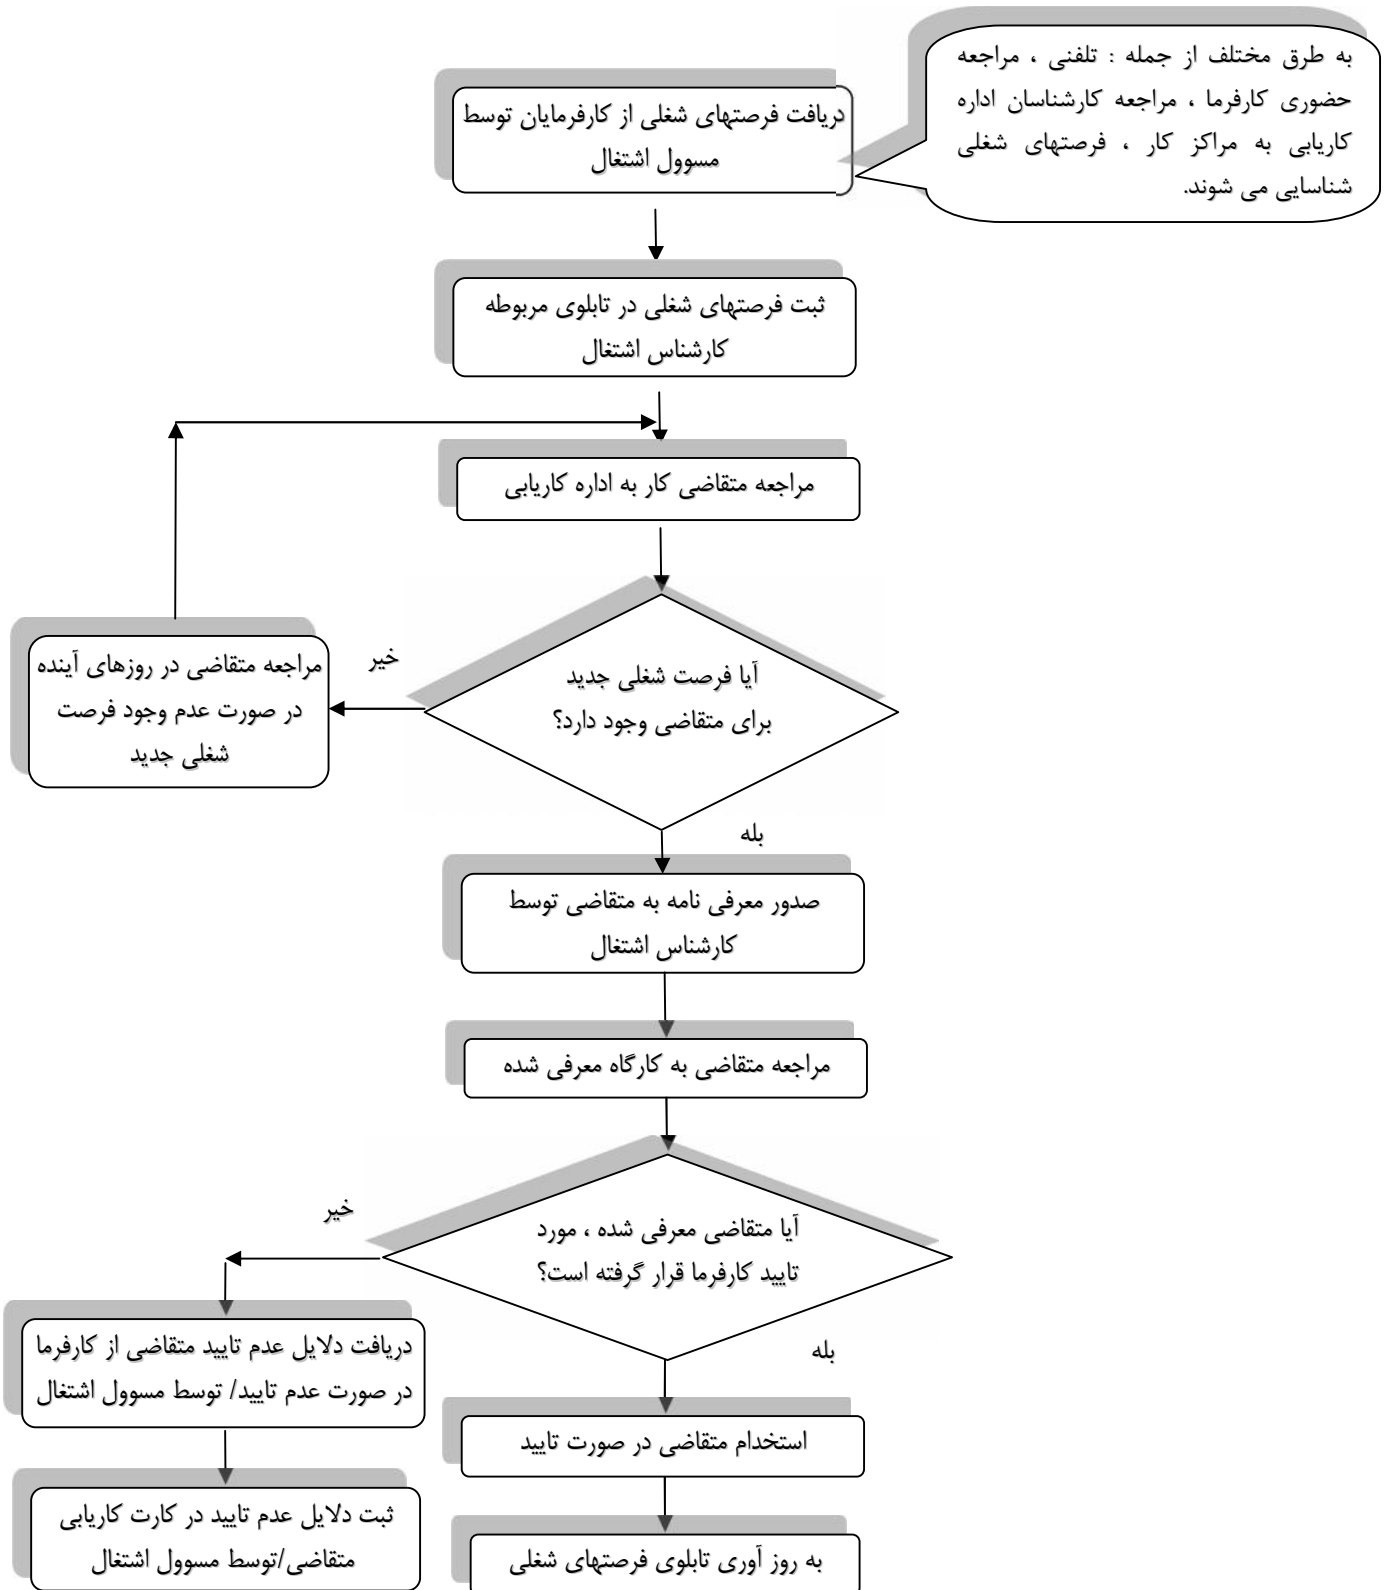 به طرق مختلف از جمله : تلفنی ، مراجعه
حضوری کارفرما ، مراجعه کارشناسان اداره
کاریابی به مراکز کار ، فرصتهای شغلی
شناسایی می شوند.
دریافت فرصتهای شغلی از کارفرمایان توسط
مسوول اشتغال
ثبت فرصتهای شغلی در تابلوی مربوطه
کارشناس اشتغال
مراجعه متقاضی کار به اداره کاریابی
آیا فرصت شغلی جدید
برای متقاضی وجود دارد؟
خیر
مراجعه متقاضی در روزهای آینده
در صورت عدم وجود فرصت
شغلی جدید
بله
صدور معرفی نامه به متقاضی توسط
کارشناس اشتغال
مراجعه متقاضی به کارگاه معرفی شده
آیا متقاضی معرفی شده ، مورد
تایید کارفرما قرار گرفته است؟
خیر
دریافت دلایل عدم تایید متقاضی از کارفرما
در صورت عدم تایید/ توسط مسوول اشتغال
ثبت دلایل عدم تایید در کارت کاریابی
متقاضی/توسط مسوول اشتغال
بله
استخدام متقاضی در صورت تایید
به روز آوری تابلوی فرصتهای شغلی